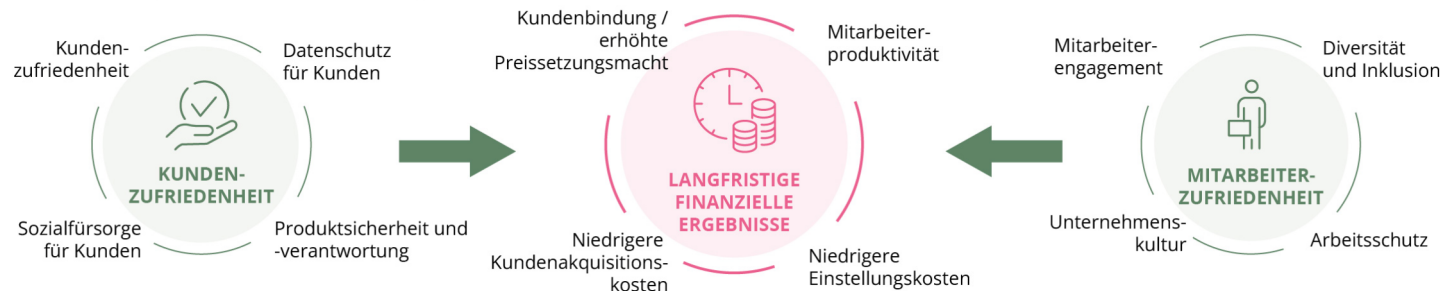 Kunden-
zufriedenheit
Datenschutz
für Kunden
KUNDEN-
ZUFRIEDENHEIT
Sozialfürsorge
für Kunden
Produktsicherheit und
-verantwortung
Kundenbindung /
erhöhte
Preissetzungsmacht
Mitarbeiter-
produktivität
LANGFRISTIGE
FINANZIELLE
ERGEBNISSE
Niedrigere
Kundenakquisitions-
kosten
Niedrigere
Einstellungskosten
Mitarbeiter-
engagement
Diversität
und Inklusion
MITARBEITER-
ZUFRIEDENHEIT
Unternehmens-
kultur
Arbeitsschutz